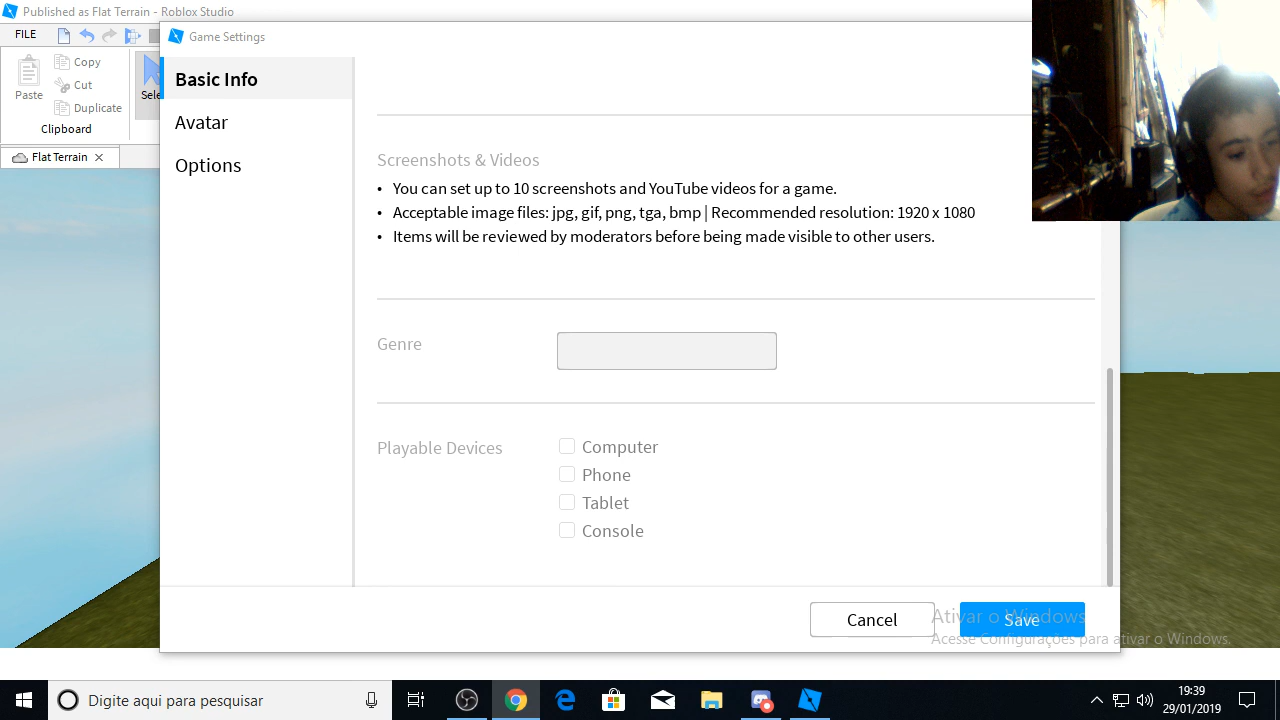 Published as Flat Terrain - Roblox Studio
FILE
Game Settings
Paste
Copy
Cut
Duplicate
Clipboard
Sele
Flat Terrain
Basic Info
Avatar
Options
Screenshots & Videos
• You can set up to 10 screenshots and YouTube videos for a game.
• Acceptable image files: jpg, gif, png, tga, bmp | Recommended resolution: 1920 x 1080
• Items will be reviewed by moderators before being made visible to other users.
Genre
Playable Devices
Computer
Phone
Tablet
Console
Cancel
Save
Ativar o Windows
Acesse Configurações para ativar o Windows.
Digite aqui para pesquisar
19:39
29/01/2019